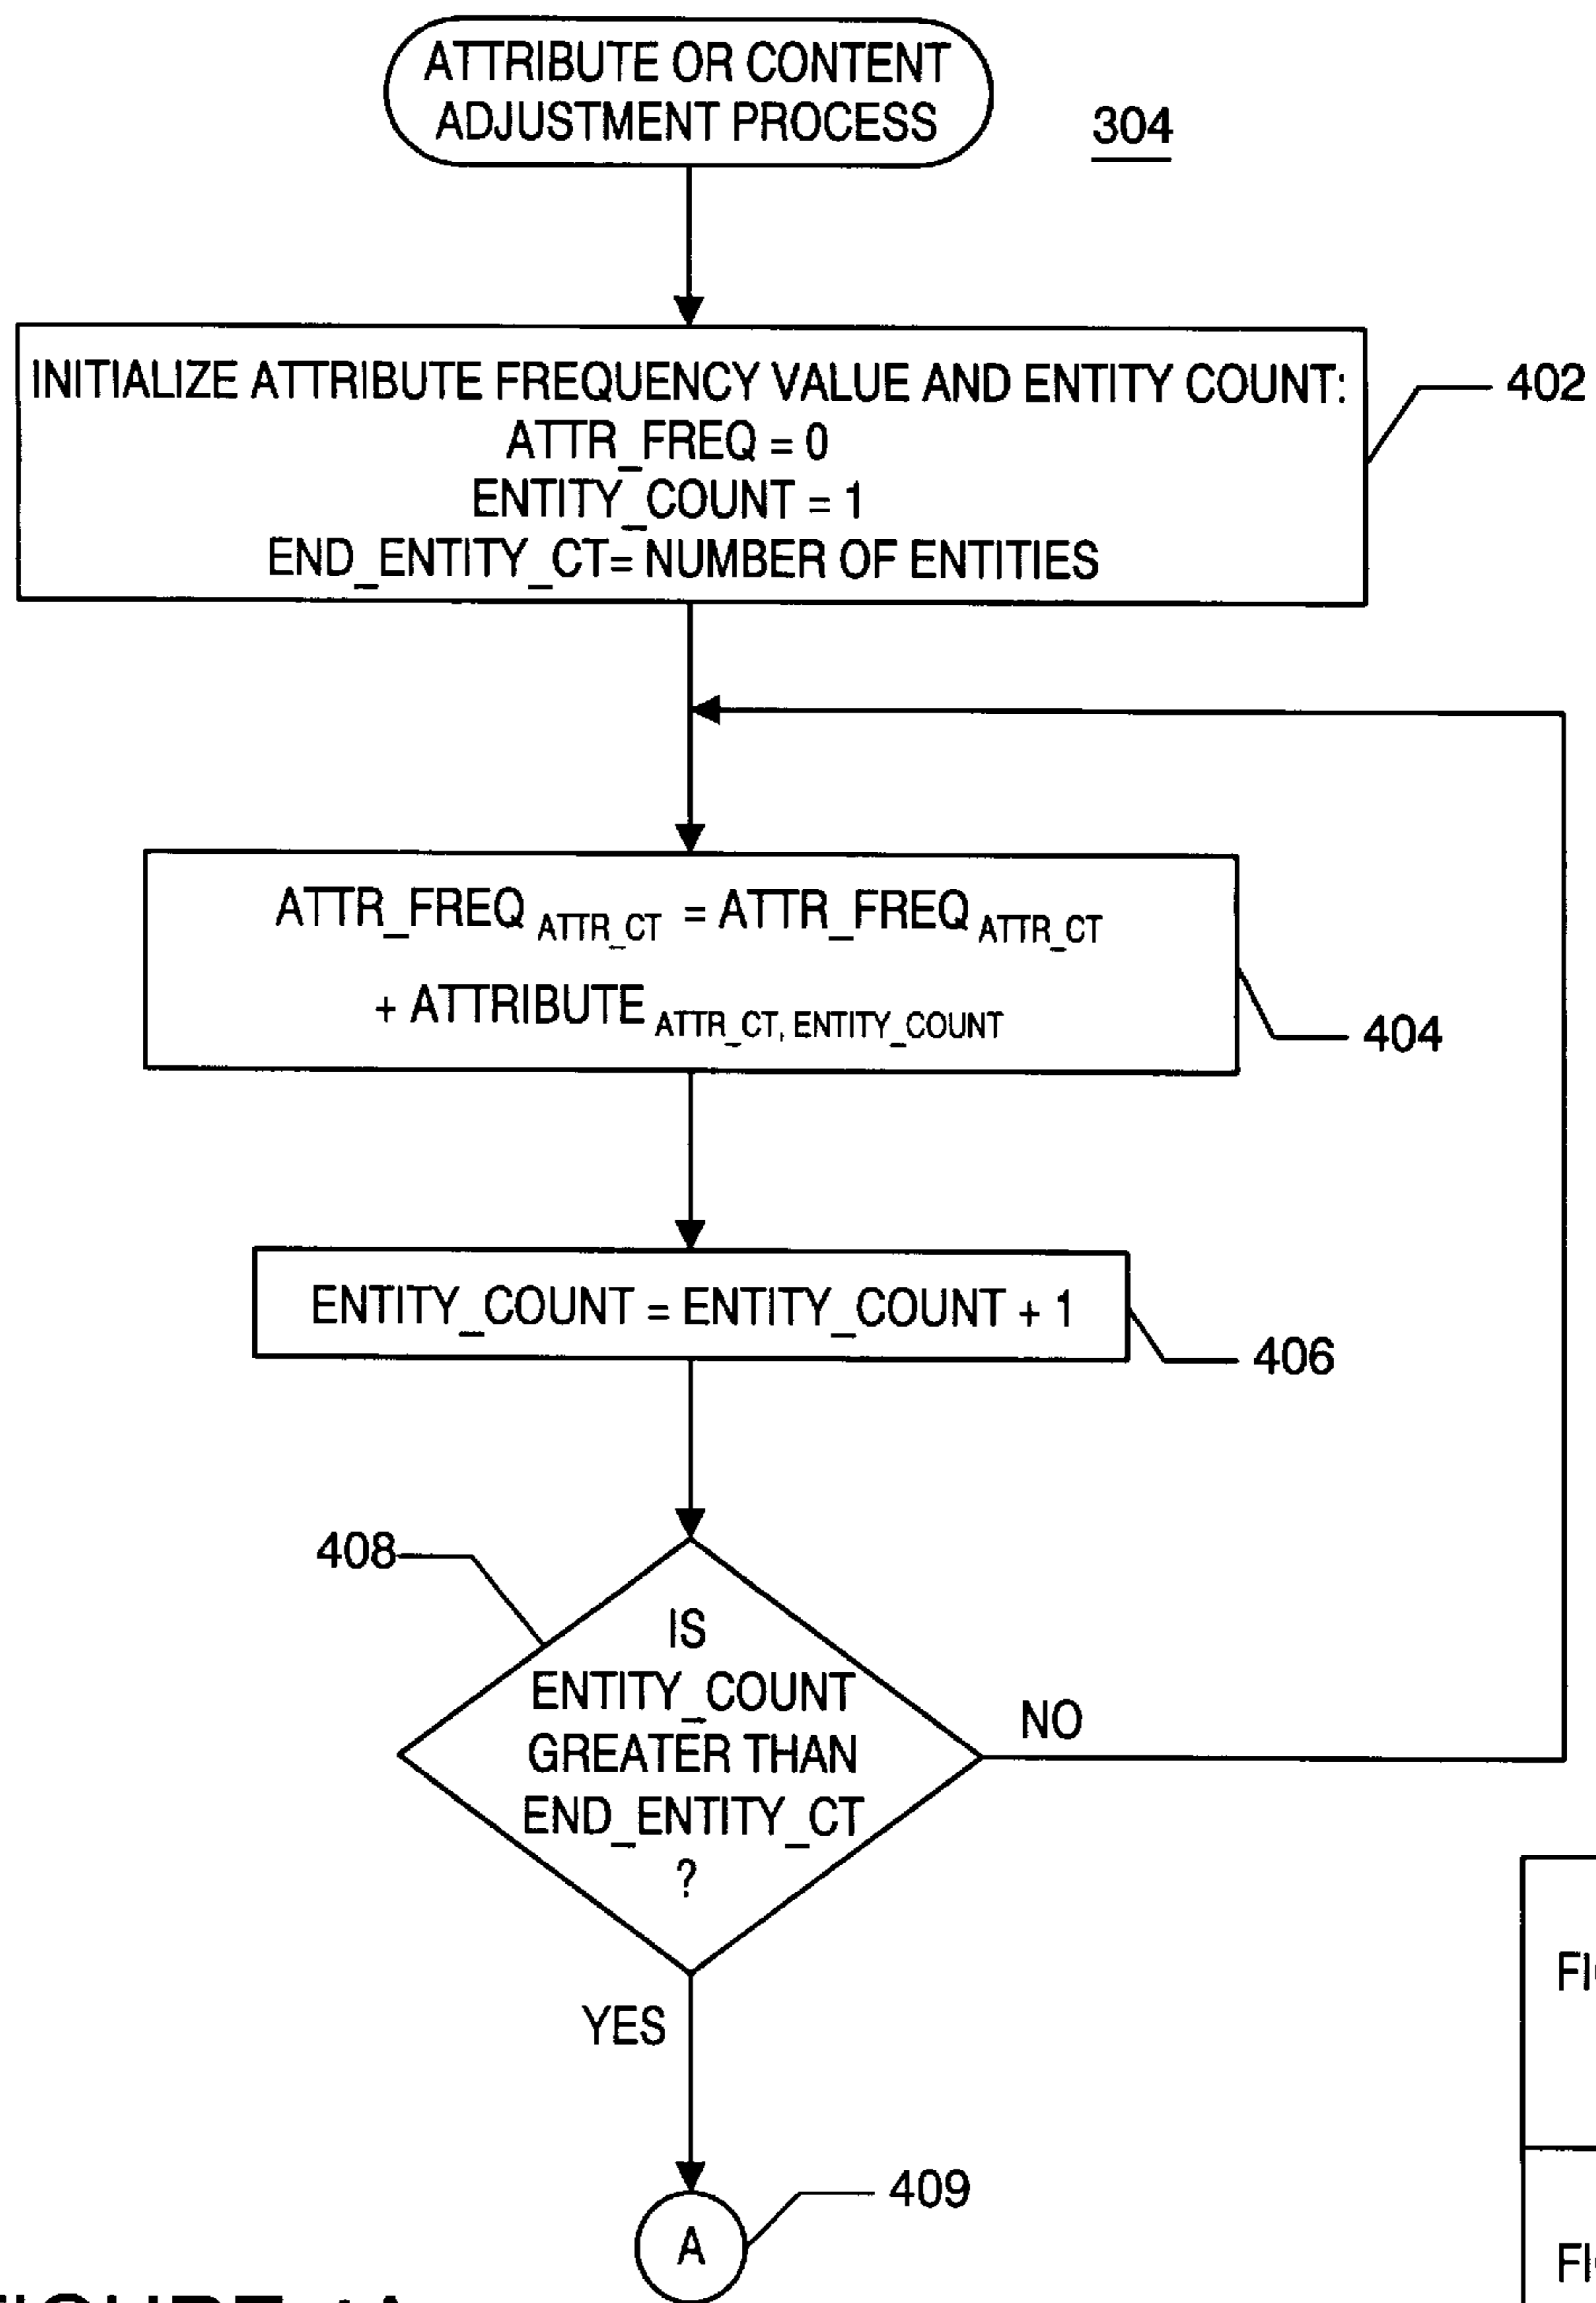 ATTRIBUTE OR CONTENT
ADJUSTMENT PROCESS
304
INITIALIZE ATTRIBUTE FREQUENCY VALUE AND ENTITY COUNT:
ATTR_FREQ = 0
ENTITY_COUNT = 1
END_ENTITY_CT= NUMBER OF ENTITIES
402
ATTR_FREQ ATTR_CT = ATTR_FREQ ATTR_CT
+ ATTRIBUTE ATTR_CT, ENTITY_COUNT
404
ENTITY_COUNT = ENTITY_COUNT + 1
406
408
IS
ENTITY_COUNT
GREATER THAN
END_ENTITY_CT
?
NO
YES
A
409